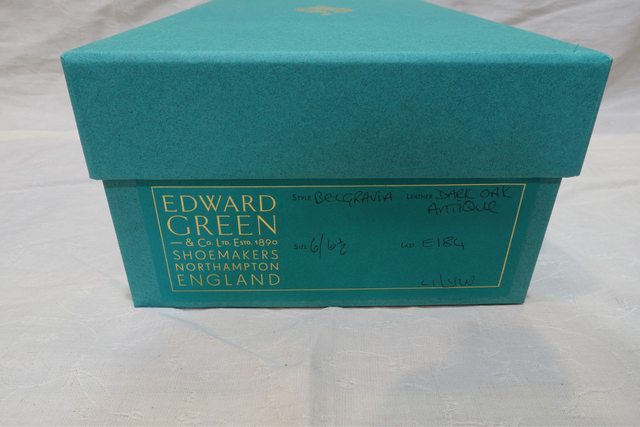 EDWARD
GREEN
— & Co. Ltd. Estd. 1890
SHOEMAKERS
NORTHAMPTON
ENGLAND
STYLE BELGRAVIA
LEATHER DARK OAK
ANTIQUE
SIZE 6/6½
LAST E184